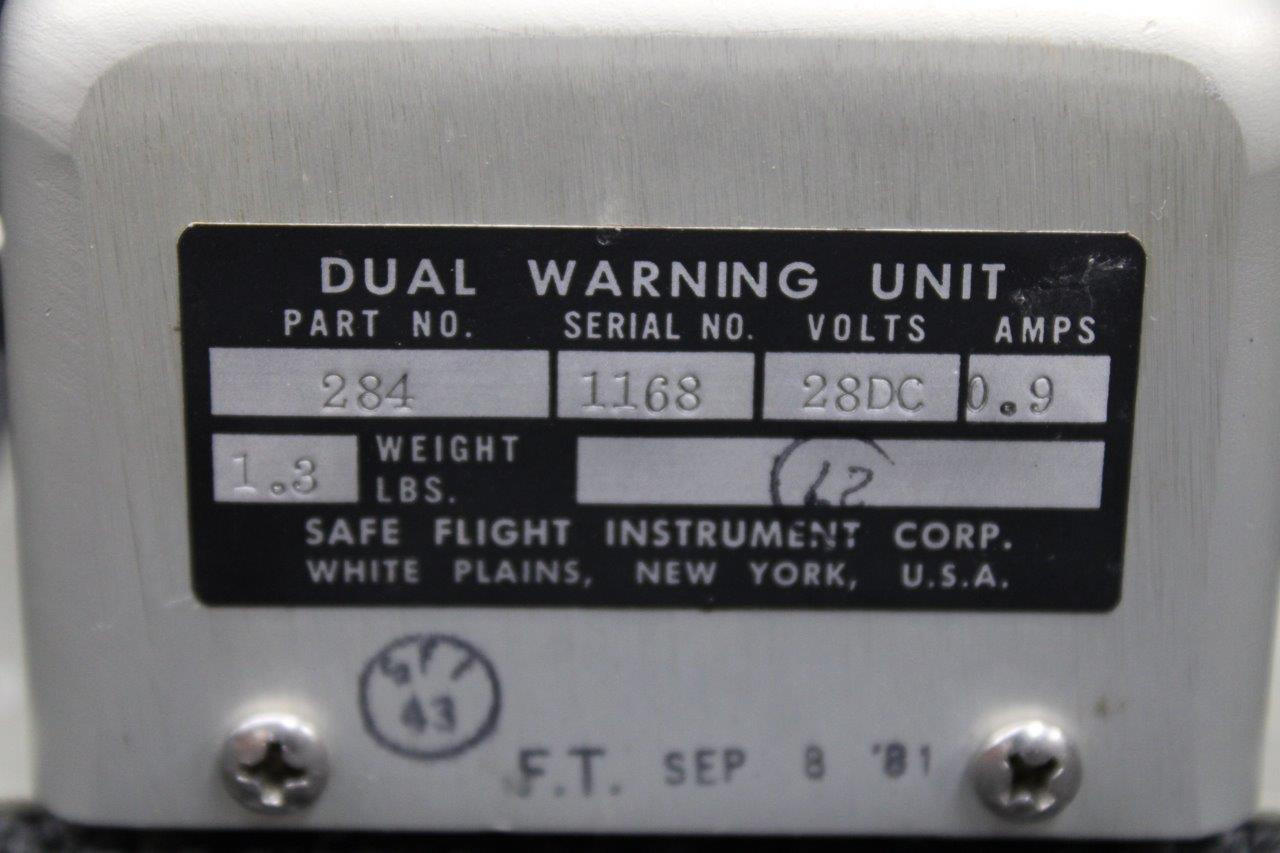 DUAL WARNING UNIT
PART NO. SERIAL NO. VOLTS AMPS
284 1168 28DC 0.9
1.3 WEIGHT LBS.
SAFE FLIGHT INSTRUMENT CORP.
WHITE PLAINS, NEW YORK, U.S.A.
43
F.T. SEP 8 '81